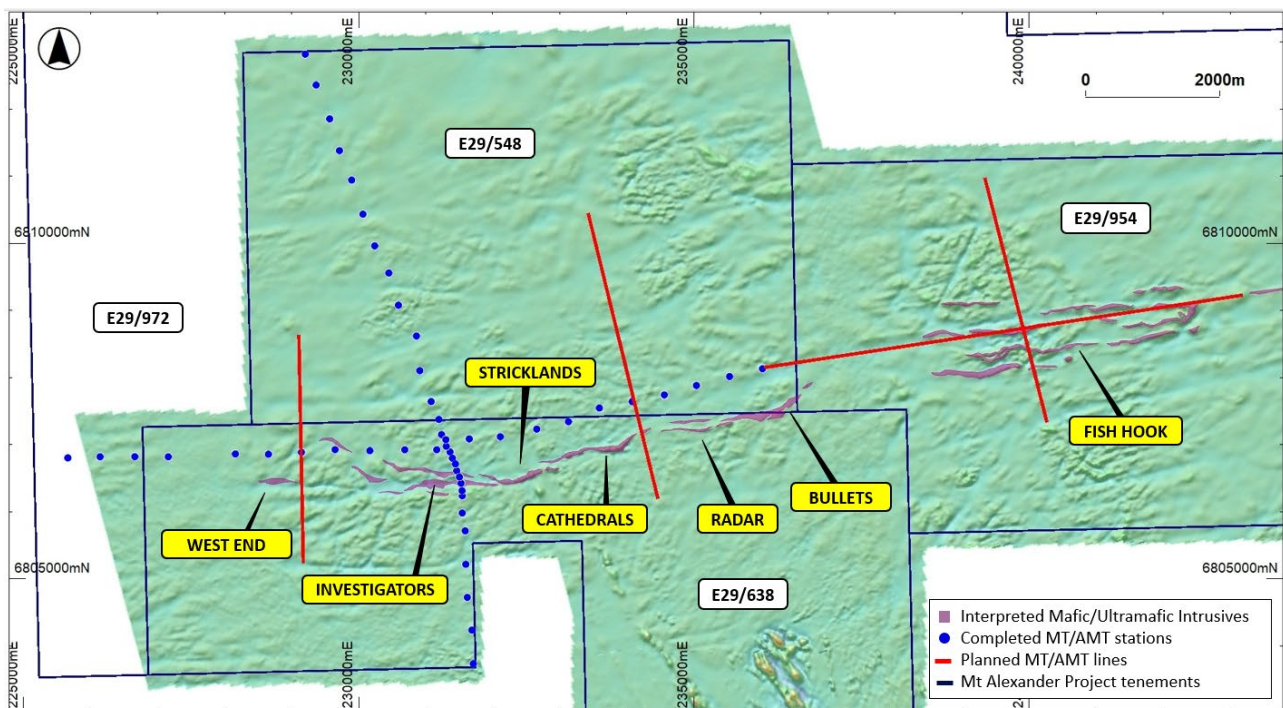 225000mE
230000mE
235000mE
240000mE
0 2000m
E29/548
E29/954
6810000mN
6810000mN
E29/972
STRICKLANDS
FISH HOOK
BULLETS
CATHEDRALS
RADAR
WEST END
INVESTIGATORS
6805000mN
6805000mN
E29/638
Interpreted Mafic/Ultramafic Intrusives
Completed MT/AMT stations
Planned MT/AMT lines
Mt Alexander Project tenements
225000mE
230000mE
235000mE